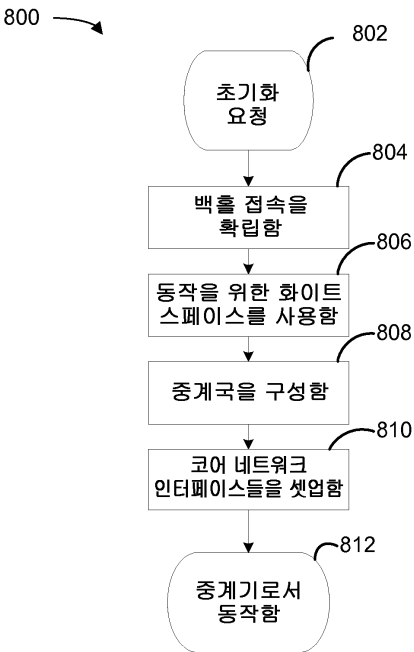 800
802
초기화
요청
804
백홀 접속을
확립함
806
동작을 위한 화이트
스페이스를 사용함
808
중계국을 구성함
810
코어 네트워크
인터페이스들을 셋업함
812
중계기로서
동작함